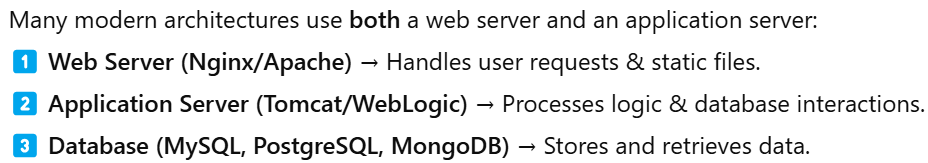 Many modern architectures use both a web server and an application server:
1️⃣ Web Server (Nginx/Apache) → Handles user requests & static files.
2️⃣ Application Server (Tomcat/WebLogic) → Processes logic & database interactions.
3️⃣ Database (MySQL, PostgreSQL, MongoDB) → Stores and retrieves data.